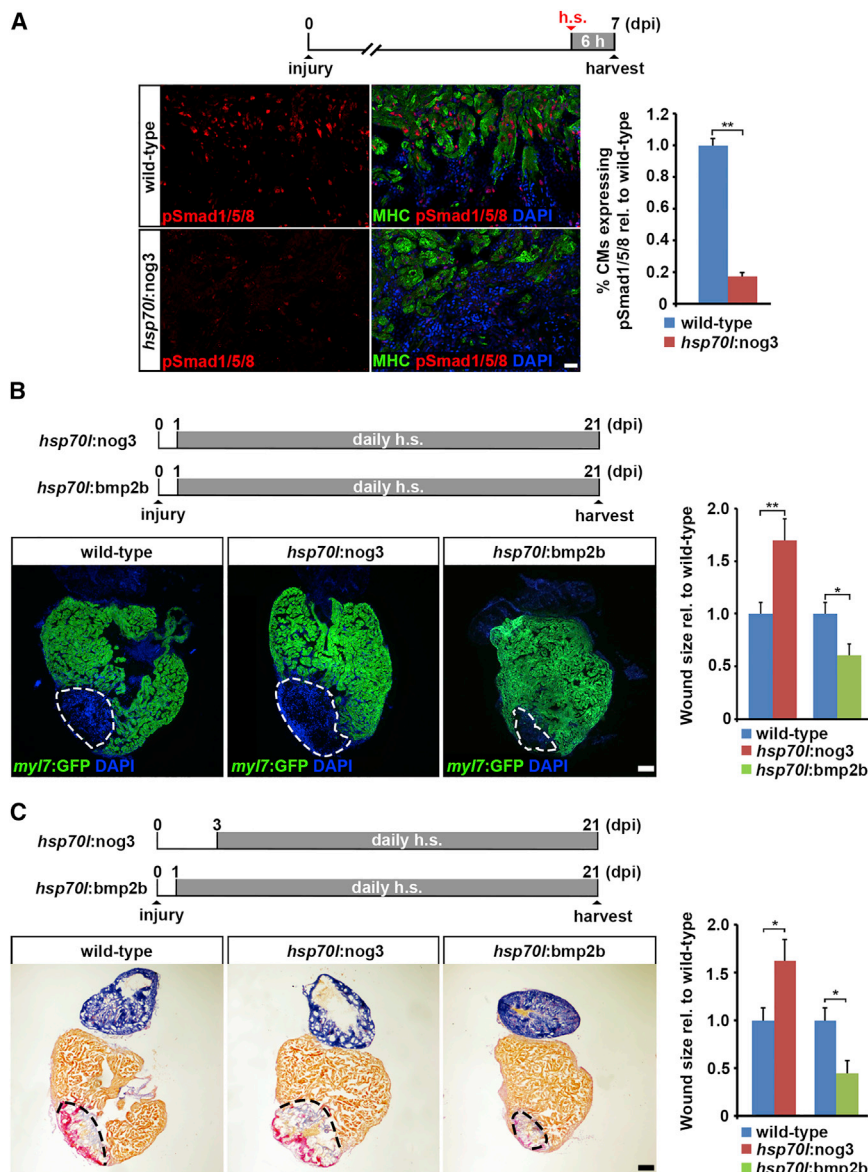 A
0 h.s. 7 (dpi)
6 h
injury harvest
wild-type
pSmad1/5/8
MHC pSmad1/5/8 DAPI
hsp70l:nog3
pSmad1/5/8
MHC pSmad1/5/8 DAPI
% CMs expressing
pSmad1/5/8 rel. to wild-type
1.2
1.0
0.8
0.6
0.4
0.2
0
**
wild-type
hsp70l:nog3
B
0 1 21 (dpi)
hsp70l:nog3 daily h.s.
0 1 21 (dpi)
hsp70l:bmp2b daily h.s.
injury harvest
wild-type hsp70l:nog3 hsp70l:bmp2b
myl7:GFP DAPI myl7:GFP DAPI myl7:GFP DAPI
Wound size rel. to wild-type
2.0
1.5
1.0
0.5
0
**
*
wild-type
hsp70l:nog3
hsp70l:bmp2b
C
0 3 21 (dpi)
hsp70l:nog3 daily h.s.
0 1 21 (dpi)
hsp70l:bmp2b daily h.s.
injury harvest
wild-type hsp70l:nog3 hsp70l:bmp2b
Wound size rel. to wild-type
2.0
1.5
1.0
0.5
0
*
*
wild-type
hsp70l:nog3
hsp70l:bmp2b